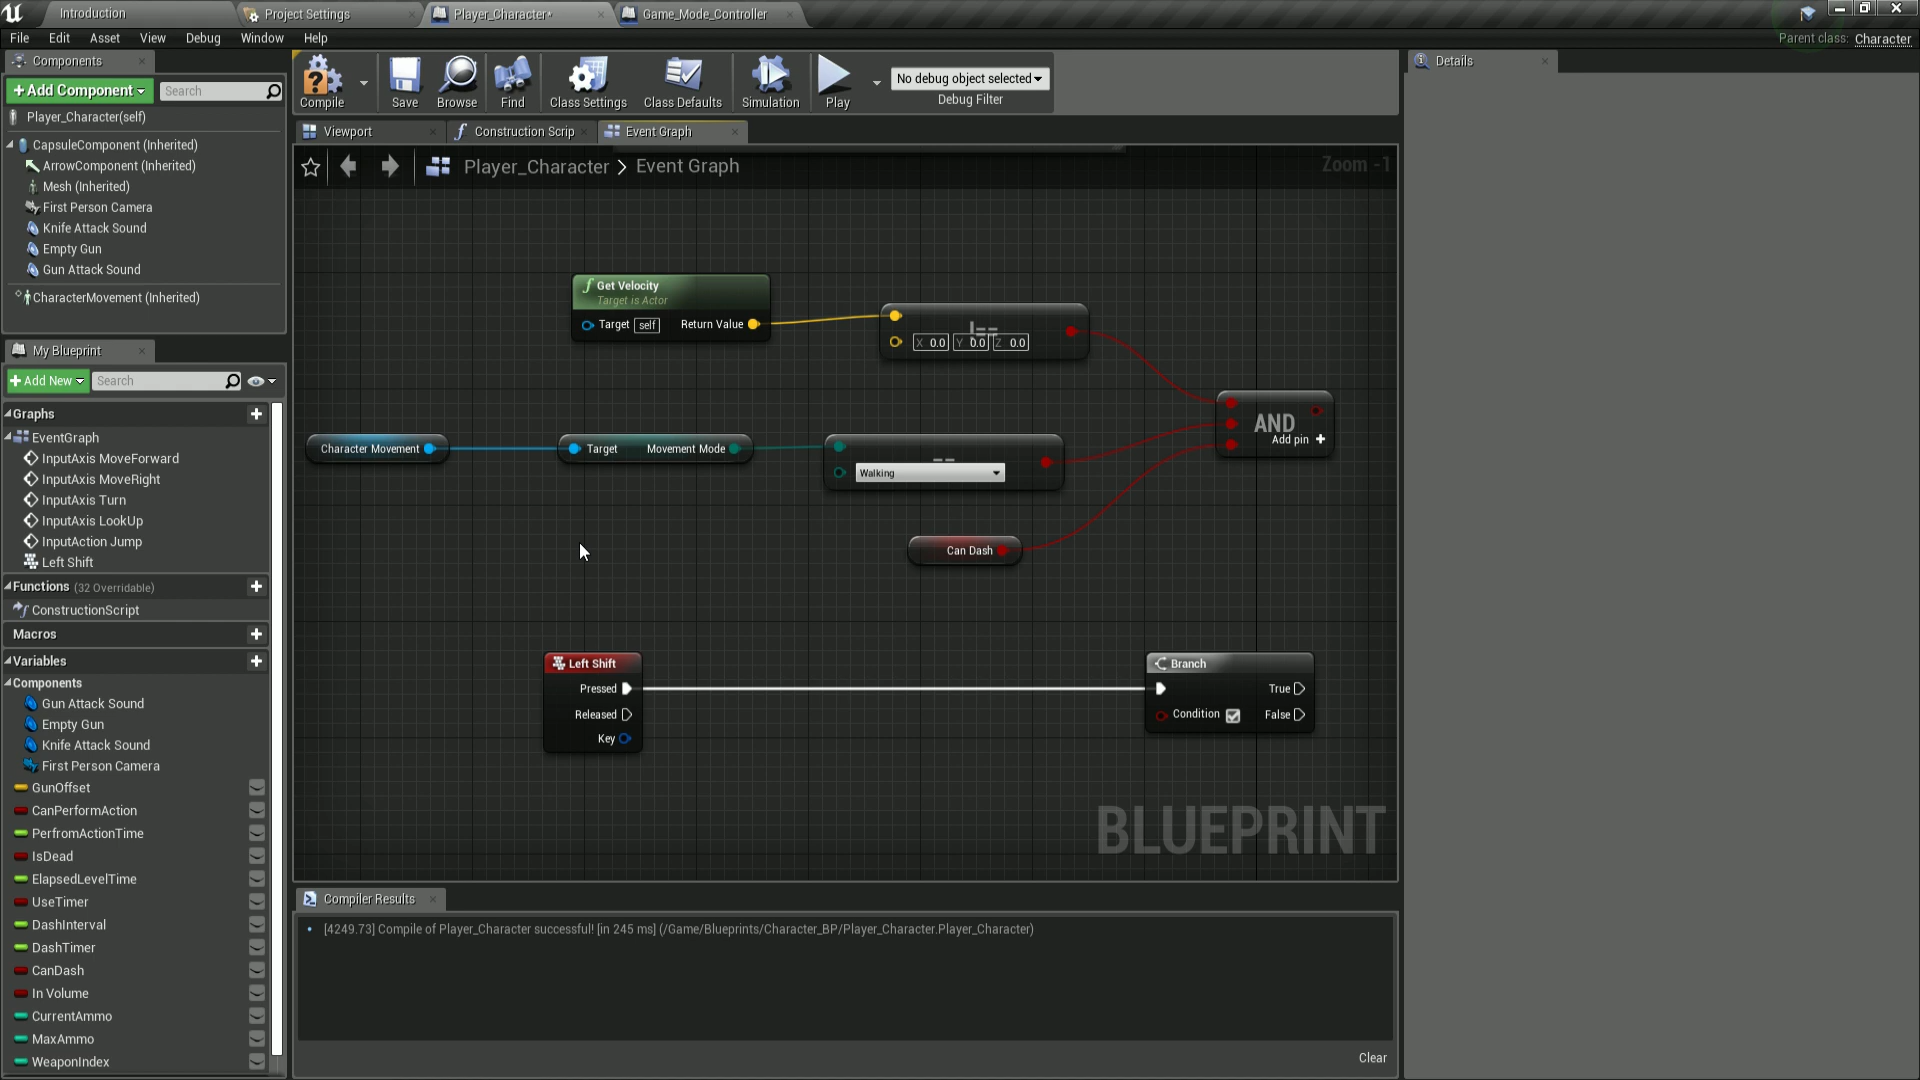 Introduction
Project Settings
Player_Character*
Game_Mode_Controller
File Edit Asset View Debug Window Help
Parent class: Character
Components
+Add Component
Search
Player_Character(self)
CapsuleComponent (Inherited)
ArrowComponent (Inherited)
Mesh (Inherited)
First Person Camera
Knife Attack Sound
Empty Gun
Gun Attack Sound
CharacterMovement (Inherited)
My Blueprint
+Add New
Search
Graphs
EventGraph
InputAxis MoveForward
InputAxis MoveRight
InputAxis Turn
InputAxis LookUp
InputAction Jump
Left Shift
Functions (32 Overridable)
ConstructionScript
Macros
Variables
Components
Gun Attack Sound
Empty Gun
Knife Attack Sound
First Person Camera
GunOffset
CanPerformAction
PerfromActionTime
IsDead
ElapsedLevelTime
UseTimer
DashInterval
DashTimer
CanDash
In Volume
CurrentAmmo
MaxAmmo
WeaponIndex
Compile
Save
Browse
Find
Class Settings
Class Defaults
Simulation
Play
No debug object selected
Debug Filter
Viewport
Construction Scrip
Event Graph
Player_Character > Event Graph
Zoom -1
Get Velocity
Target is Actor
Target self Return Value
!==
X 0.0 Y 0.0 Z 0.0
Character Movement
Target Movement Mode
==
Walking
AND
Add pin +
Can Dash
Left Shift
Pressed
Released
Key
Branch
True
Condition False
BLUEPRINT
Compiler Results
[4249.73] Compile of Player_Character successful! [in 245 ms] (/Game/Blueprints/Character_BP/Player_Character.Player_Character)
Clear
Details